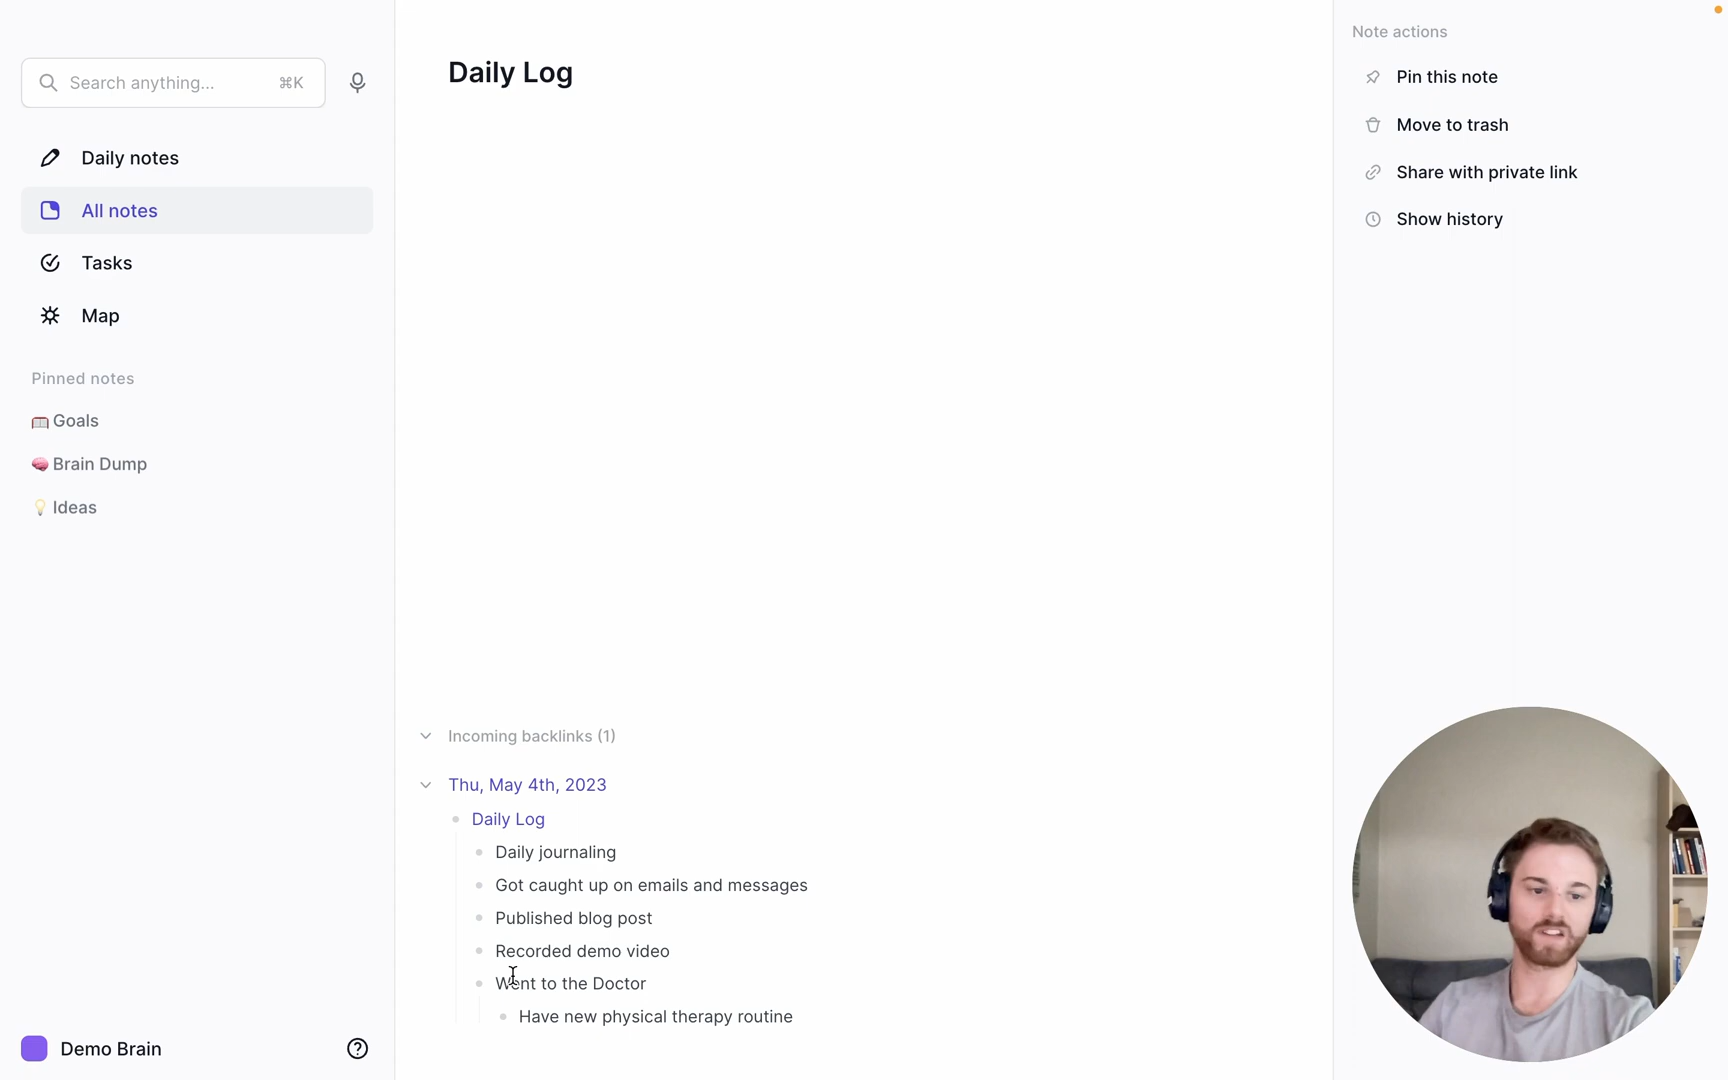 Search anything... ⌘K
Daily notes
All notes
Tasks
Map
Pinned notes
Goals
Brain Dump
Ideas
Demo Brain
Daily Log
Incoming backlinks (1)
Thu, May 4th, 2023
Daily Log
Daily journaling
Got caught up on emails and messages
Published blog post
Recorded demo video
Went to the Doctor
Have new physical therapy routine
Note actions
Pin this note
Move to trash
Share with private link
Show history